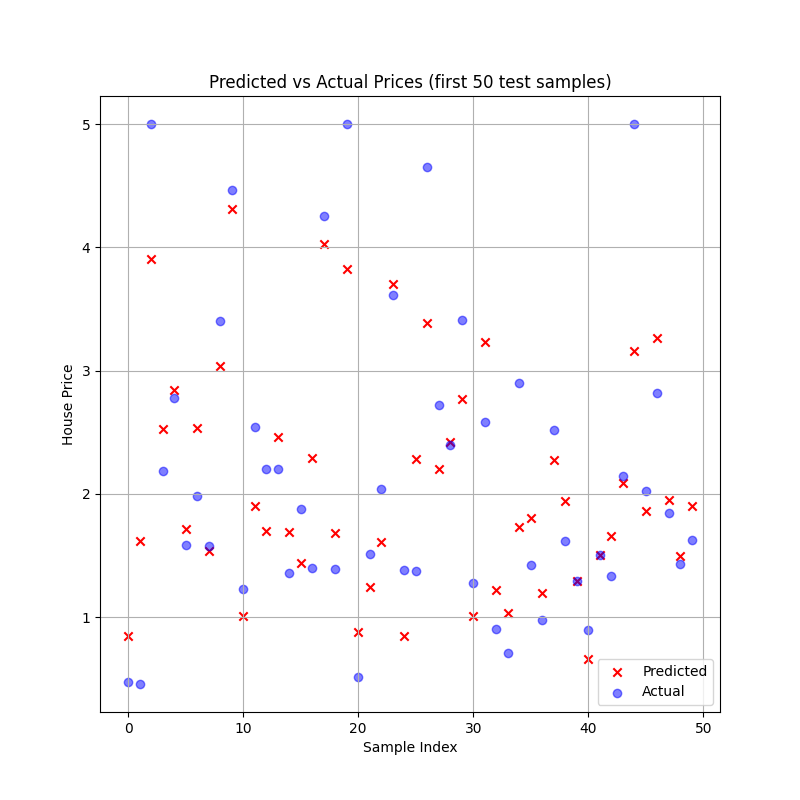 Predicted vs Actual Prices (first 50 test samples)
5
4
3
2
1
House Price
0 10 20 30 40 50
Sample Index
Predicted
Actual